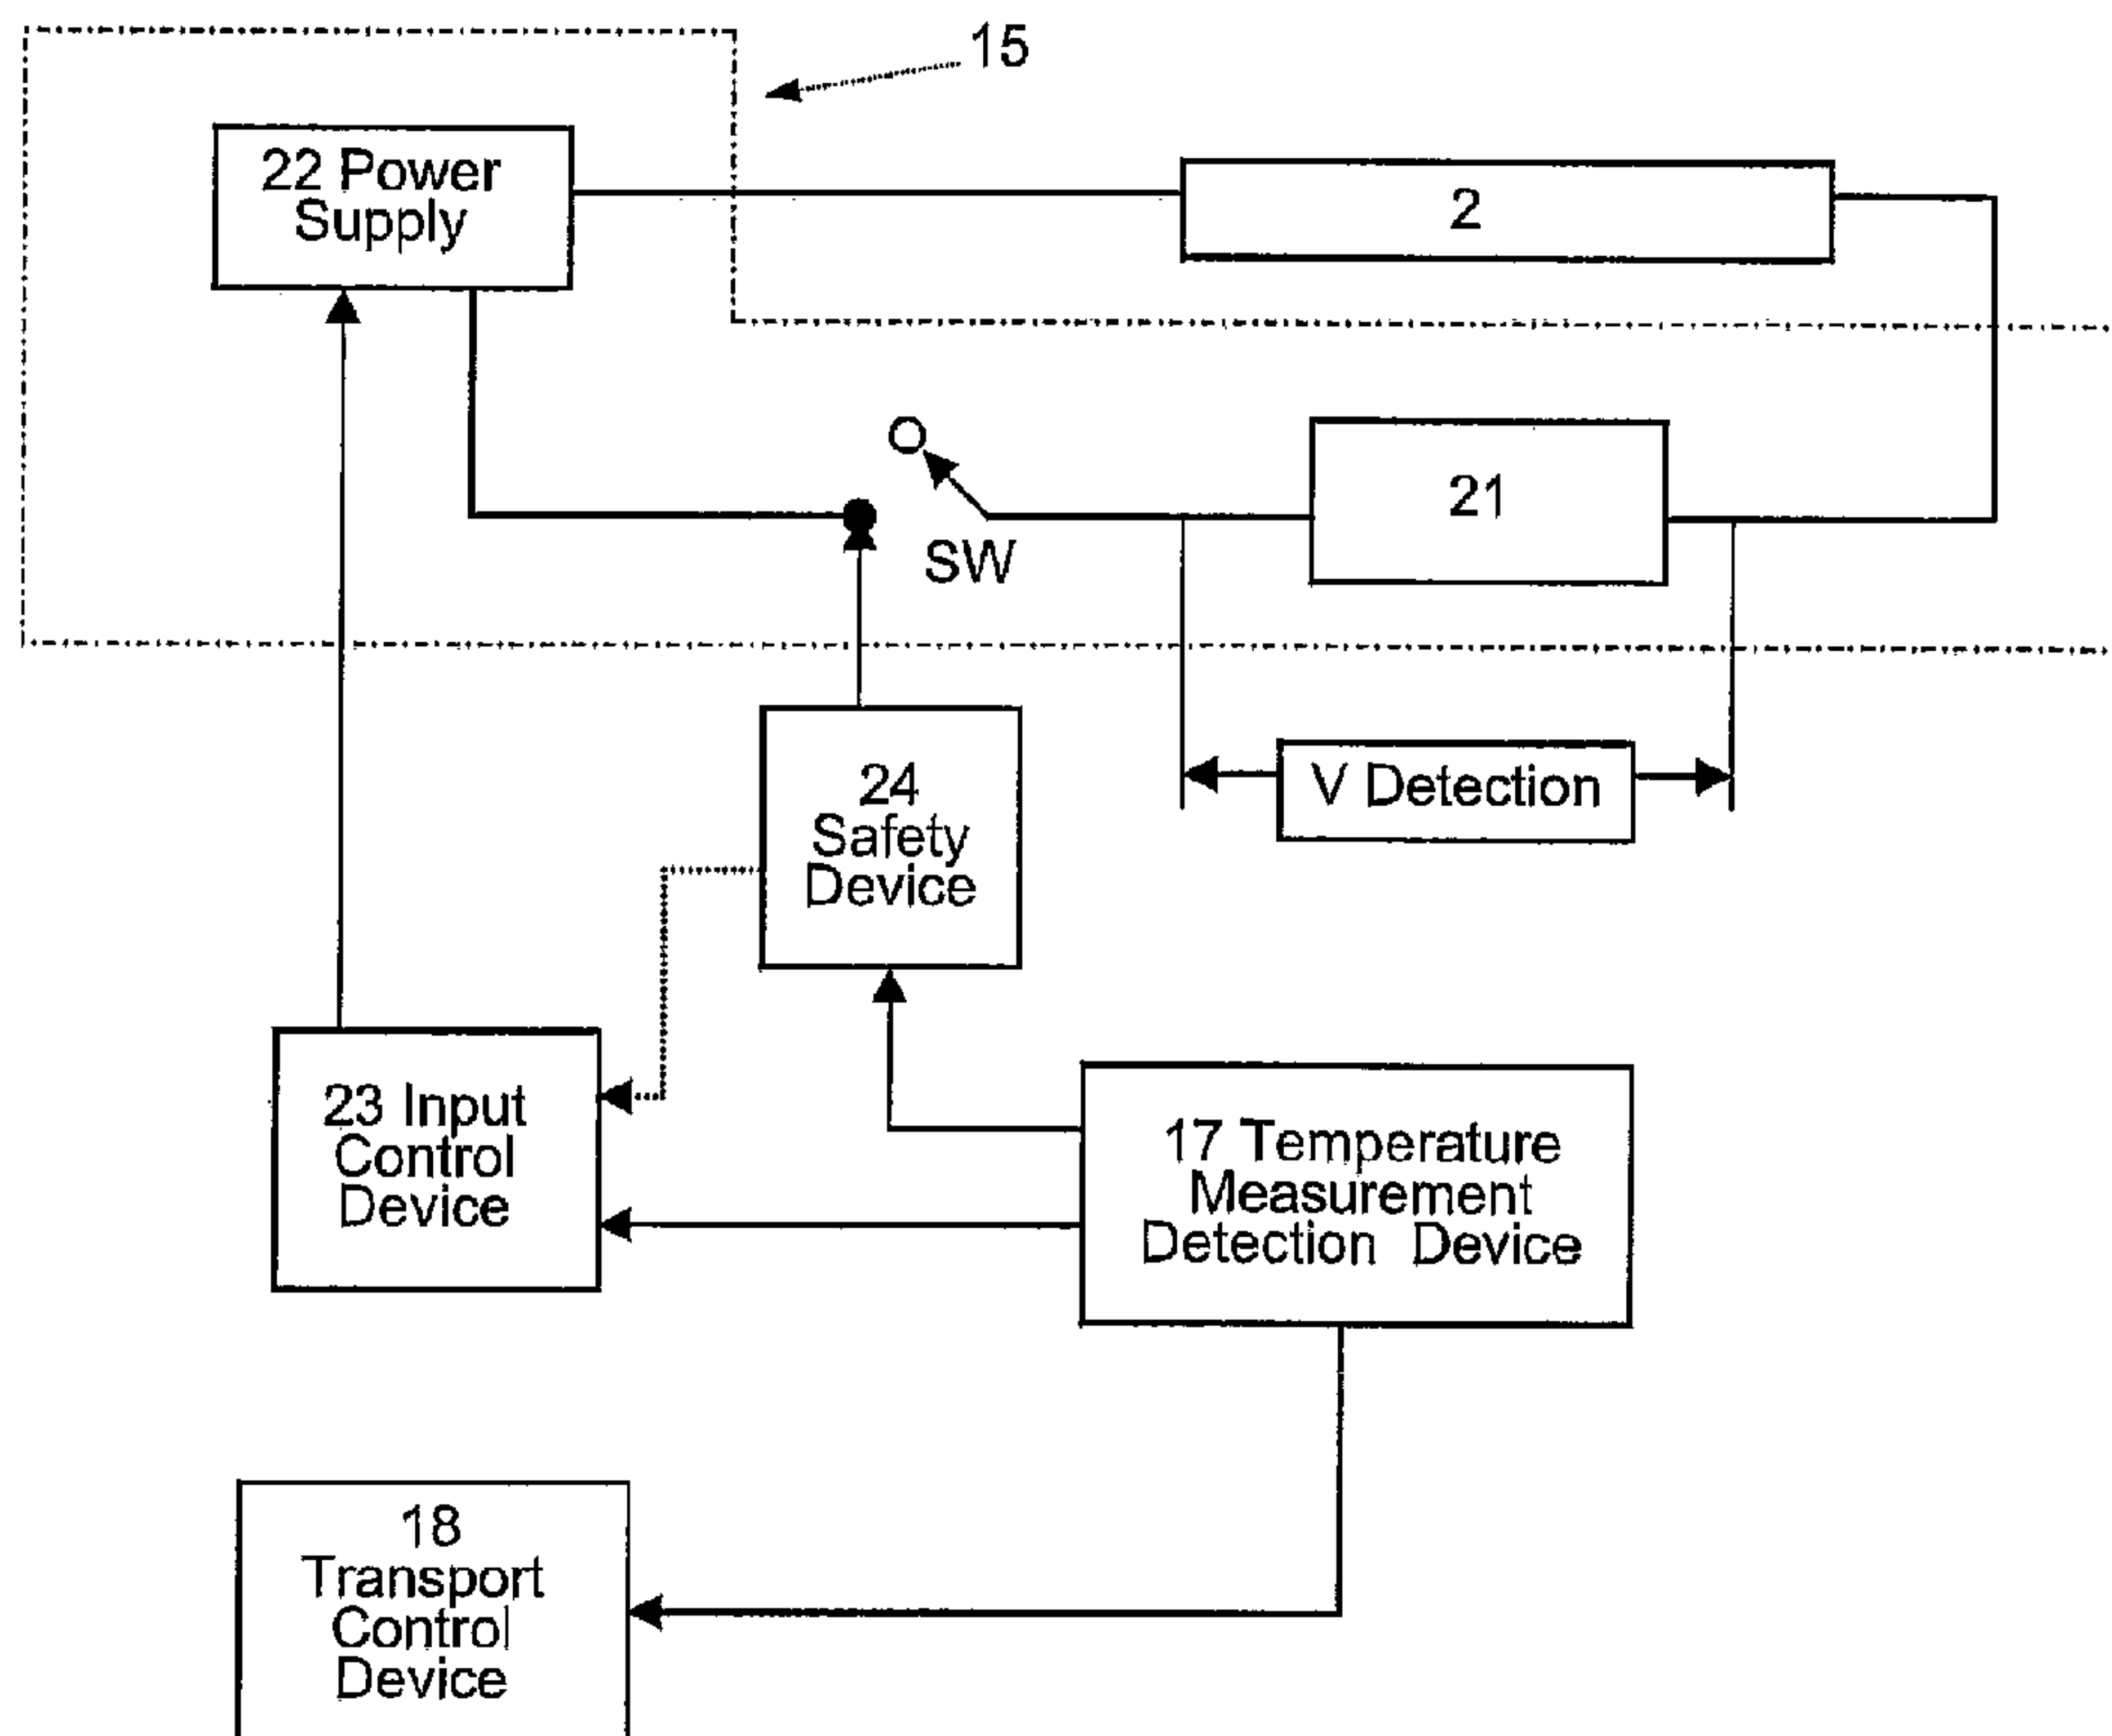 15
22 Power
Supply
2
21
SW
24
Safety
Device
V Detection
23 Input
Control
Device
17 Temperature
Measurement
Detection Device
18
Transport
Control
Device